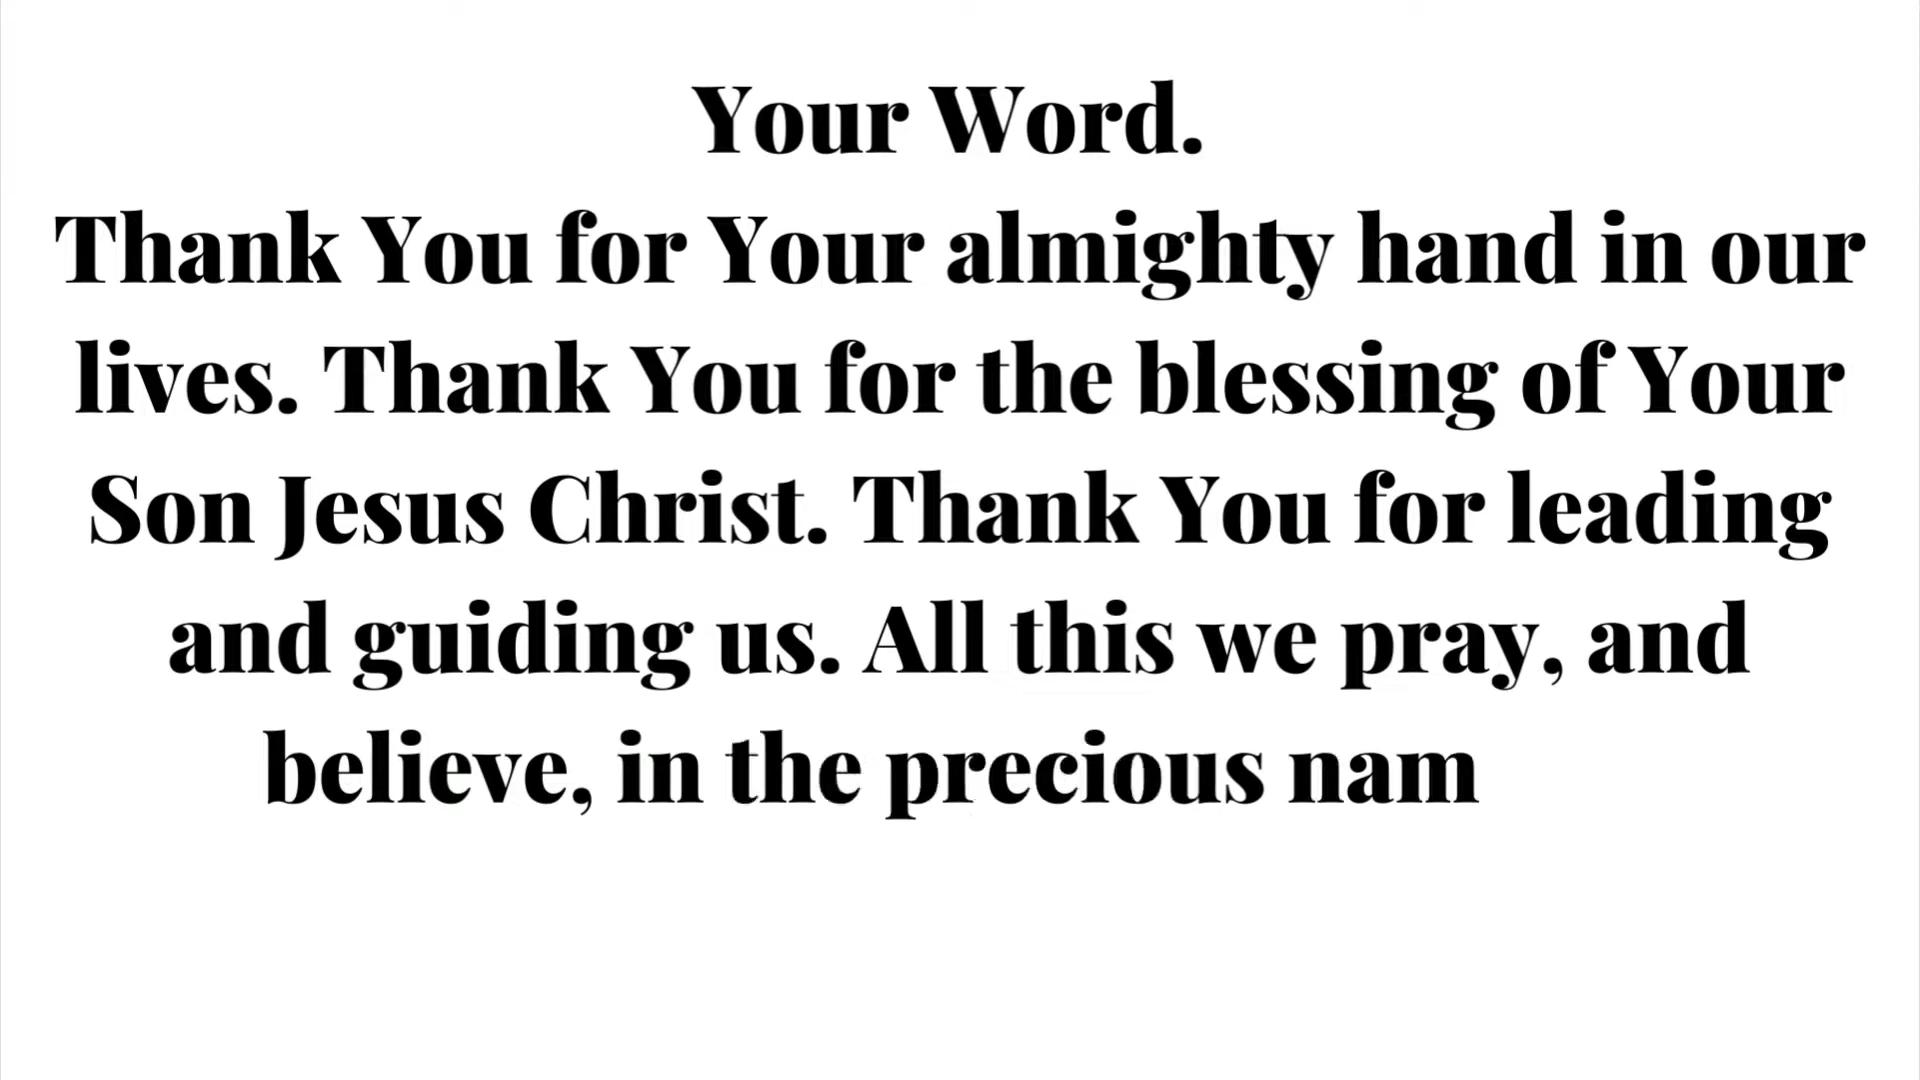 Your Word.
Thank You for Your almighty hand in our
lives. Thank You for the blessing of Your
Son Jesus Christ. Thank You for leading
and guiding us. All this we pray, and
believe, in the precious nam